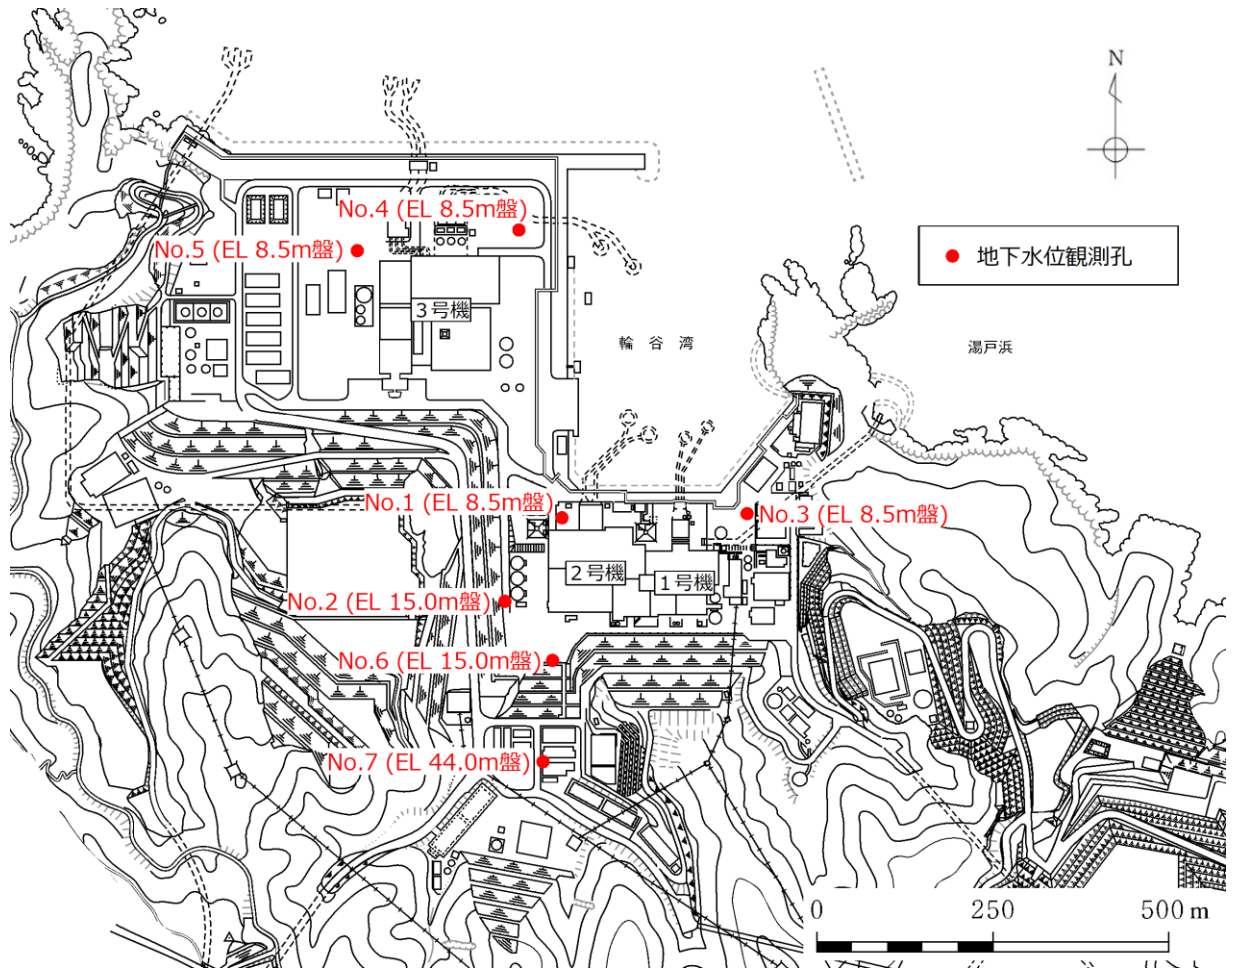 N
No.4 (EL 8.5m盤)
No.5 (EL 8.5m盤)
地下水位観測孔
3号機
輪谷湾
湯戸浜
No.1 (EL 8.5m盤)
No.3 (EL 8.5m盤)
2号機
1号機
No.2 (EL 15.0m盤)
No.6 (EL 15.0m盤)
No.7 (EL 44.0m盤)
0 250 500 m